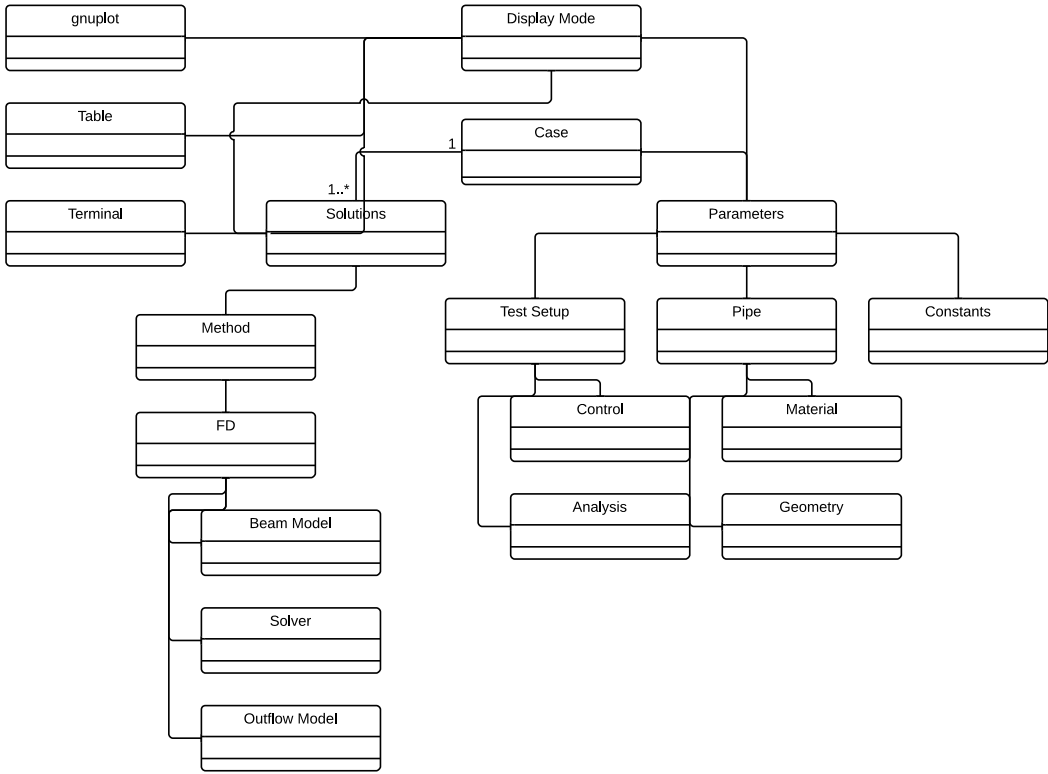 gnuplot
Display Mode
Table
Case
1
1..*
Terminal
Solutions
Parameters
Method
Test Setup
Pipe
Constants
FD
Control
Material
Beam Model
Analysis
Geometry
Solver
Outflow Model